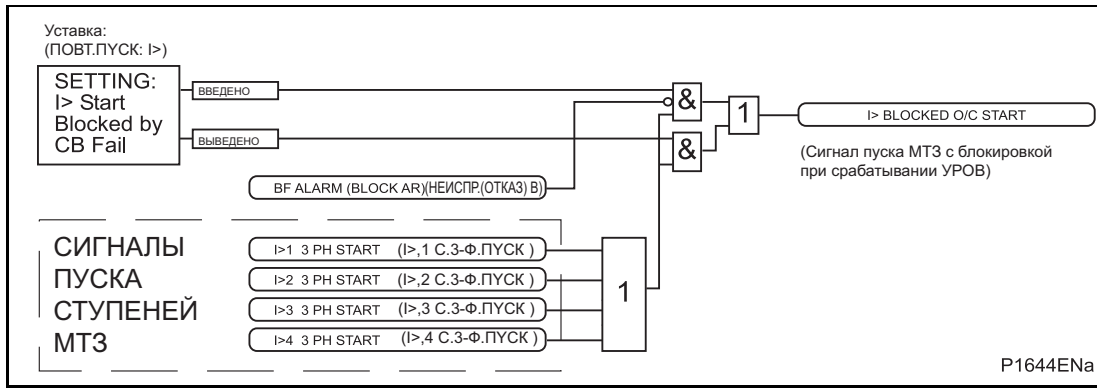 Уставка:
(ПОВТ.ПУСК: I>)
SETTING:
I> Start
Blocked by
CB Fail
ВВЕДЕНО
ВЫВЕДЕНО
&
&
1
I> BLOCKED O/C START
(Сигнал пуска МТЗ с блокировкой
при срабатывании УРОВ)
BF ALARM (BLOCK AR)(НЕИСПР.(ОТКАЗ) В)
СИГНАЛЫ
ПУСКА
СТУПЕНЕЙ
МТЗ
I>1 3 PH START (I>,1 С.3-Ф.ПУСК )
I>2 3 PH START (I>,2 С.3-Ф.ПУСК )
I>3 3 PH START (I>,3 С.3-Ф.ПУСК )
I>4 3 PH START (I>,4 С.3-Ф.ПУСК )
1
P1644ENa